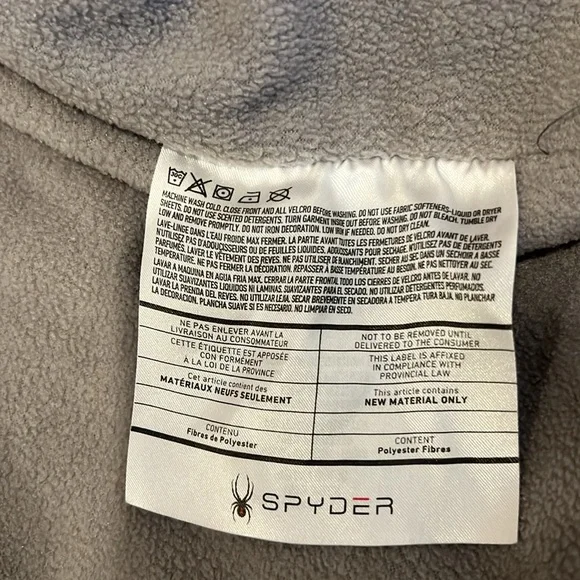 MACHINE WASH COLD. CLOSE FRONT AND ALL VELCRO BEFORE WASHING. DO NOT USE FABRIC SOFTENERS-LIQUID OR DRYER
SHEETS. DO NOT USE SCENTED DETERGENTS. TURN GARMENT INSIDE OUT BEFORE WASHING. DO NOT BLEACH. TUMBLE DRY
LOW AND REMOVE PROMPTLY. DO NOT IRON DECORATION. LOW IRON IF NEEDED. DO NOT DRY CLEAN.
LAVE-LINGE DANS L'EAU FROIDE MAX FERMER. LA PARTIE AVANT TOUTES LES FERMETURES DE VELCRO AVANT DE LAVER.
N'UTILISEZ PAS D'ADOUCISSEURS OU DE FEUILLES LIQUIDES, ADOUCISSANTS POUR SECHAGE. N'UTILISEZ PAS DE DETERGENTS
PARFUMÉS. LAVER LE VÊTEMENT DES REVES. NE PAS UTILISER DE BLANCHIMENT. SÉCHER AU SEC DANS UN SÉCHOIR À BASSE
TEMPERATURE. NE PAS REPASSER DE LA DÉCORATION. REPASSER À BASSE TEMPÉRATURE AU BESOIN. NE PAS NETTOYER AU SEC.
LAVAR A MAQUINA EN AGUA FRIA MAX. CERRAR LA PARTE FRONTAL TODO LOS CIERRES DE VELCRO ANTES DE LAVAR. NO
UTILIZAR SUAVIZANTES LIQUIDOS NI LAMINAS SUAVIZANTES PARA EL SECADO. NO UTILIZAR DETERGENTES PERFUMADOS.
LAVAR LA PRENDA DEL REVES. NO UTILIZAR LEJIA. SECAR BREVEMENTE EN SECADORA A TEMPERATURA BAJA. NO PLANCHAR
LA DECORACIÓN, PLANCHA SUAVE SI ES NECESARIO. NO LIMPIAR EN SECO.
NE PAS ENLEVER AVANT LA
LIVRAISON AU CONSOMMATEUR
NOT TO BE REMOVED UNTIL
DELIVERED TO THE CONSUMER
CETTE ÉTIQUETTE EST APPOSÉE
CON FORMÉMENT
À LA LOI DE LA PROVINCE
THIS LABEL IS AFFIXED
IN COMPLIANCE WITH
PROVINCIAL LAW
Cet article contient des
MATÉRIAUX NEUFS SEULEMENT
This article contains
NEW MATERIAL ONLY
CONTENU
Fibres de Polyester
CONTENT
Polyester Fibres
SPYDER